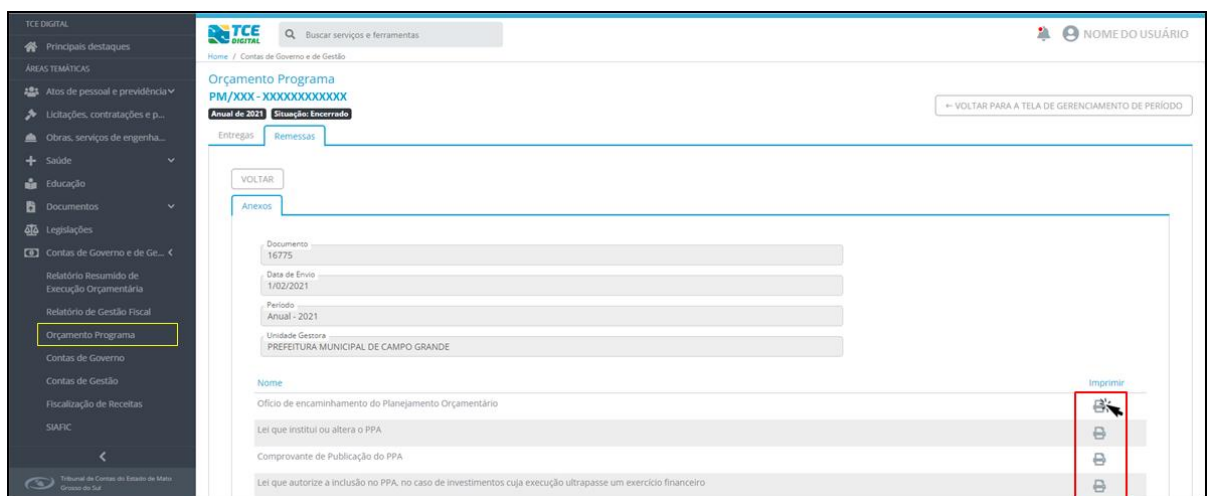 TCE DIGITAL
Principais destaques
ÁREAS TEMÁTICAS
Atos de pessoal e previdência
Licitações, contratações e p...
Obras, serviços de engenha...
Saúde
Educação
Documentos
Legislações
Contas de Governo e de Ge...
Relatório Resumido de
Execução Orçamentária
Relatório de Gestão Fiscal
Orçamento Programa
Contas de Governo
Contas de Gestão
Fiscalização de Receitas
SIAFIC
Tribunal de Contas do Estado de Mato
Grosso do Sul
TCE
DIGITAL
Buscar serviços e ferramentas
NOME DO USUÁRIO
Home / Contas de Governo e de Gestão
Orçamento Programa
PM/XXX - XXXXXXXXXXXX
Anual de 2021 Situação: Encerrado
← VOLTAR PARA A TELA DE GERENCIAMENTO DE PERÍODO
Entregas Remessas
VOLTAR
Anexos
Documento
16775
Data de Envio
1/02/2021
Período
Anual - 2021
Unidade Gestora
PREFEITURA MUNICIPAL DE CAMPO GRANDE
Nome Imprimir
Ofício de encaminhamento do Planejamento Orçamentário
Lei que institui ou altera o PPA
Comprovante de Publicação do PPA
Lei que autorize a inclusão no PPA, no caso de investimentos cuja execução ultrapasse um exercício financeiro